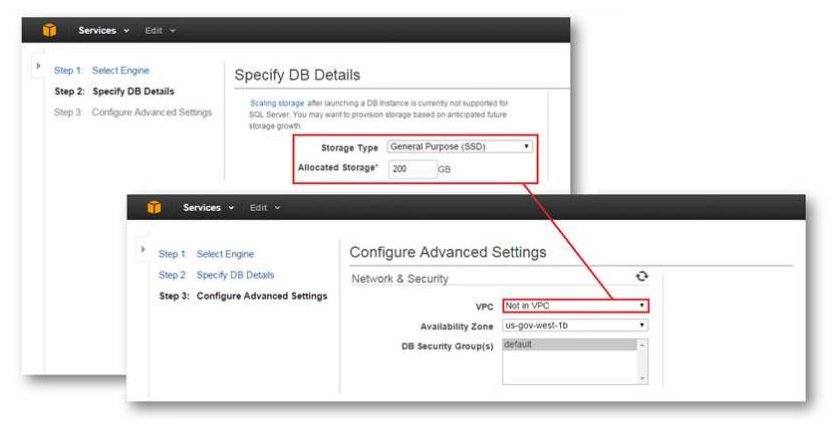 Services Edit
Step 1: Select Engine
Step 2: Specify DB Details
Step 3: Configure Advanced Settings
Specify DB Details
Scaling storage after launching a DB Instance is currently not supported for
SQL Server. You may want to provision storage based on anticipated future
storage growth.
Storage Type General Purpose (SSD)
Allocated Storage* 200 GB
Services Edit
Step 1: Select Engine
Step 2: Specify DB Details
Step 3: Configure Advanced Settings
Configure Advanced Settings
Network & Security
VPC Not in VPC
Availability Zone us-gov-west-1b
DB Security Group(s) default